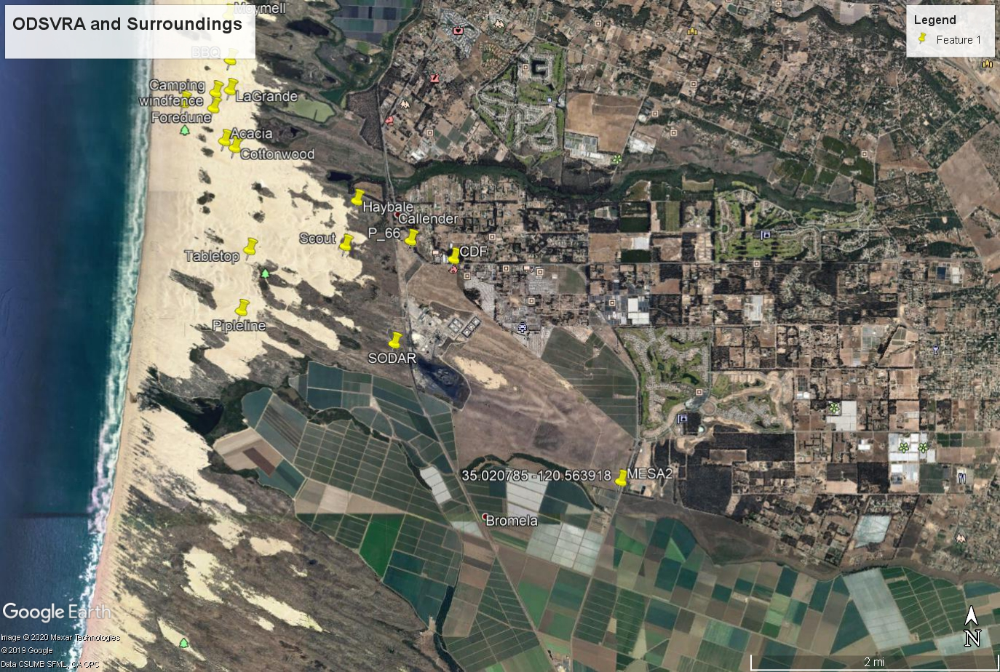 Moymell
ODSVRA and Surroundings
Legend
Feature 1
BBQ
Camping
windfence
LaGrande
Foredune
Acacia
Cottonwood
Haybale
Callender
P_66
Scout
CDF
Tabletop
Pipleline
SODAR
35.020785 -120.563918
MESA2
Bromela
Google Earth
Image © 2020 Maxar Technologies
©2019 Google
Data CSUMB SFML, CA OPC
N
2 mi